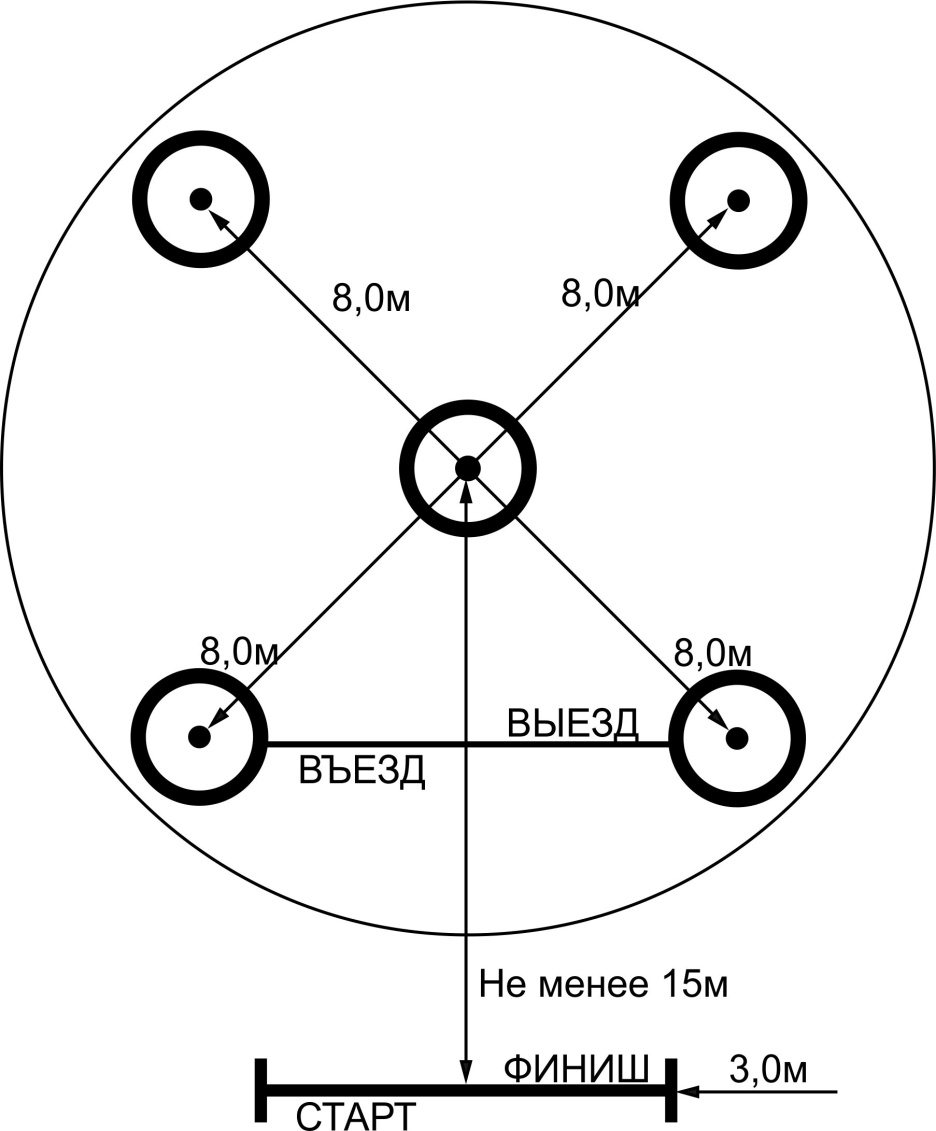 8,0м
8,0м
8,0м
8,0м
ВЫЕЗД
ВЪЕЗД
Не менее 15м
ФИНИШ
3,0м
СТАРТ